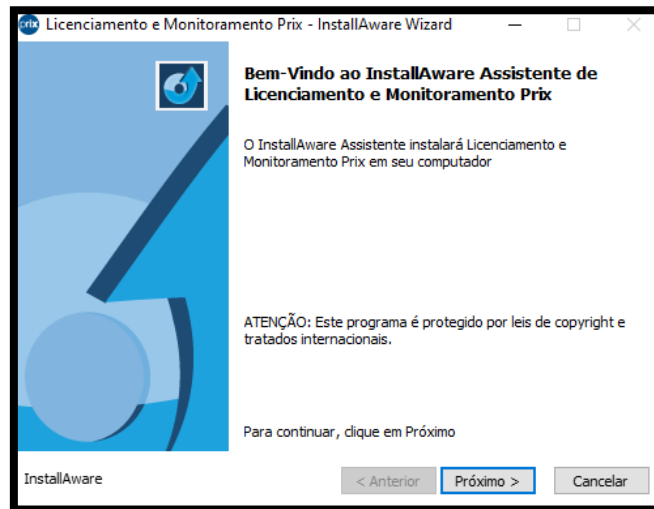 prix Licenciamento e Monitoramento Prix - InstallAware Wizard
Bem-Vindo ao InstallAware Assistente de
Licenciamento e Monitoramento Prix
O InstallAware Assistente instalará Licenciamento e
Monitoramento Prix em seu computador
ATENÇÃO: Este programa é protegido por leis de copyright e
tratados internacionais.
Para continuar, clique em Próximo
InstallAware
< Anterior Próximo > Cancelar